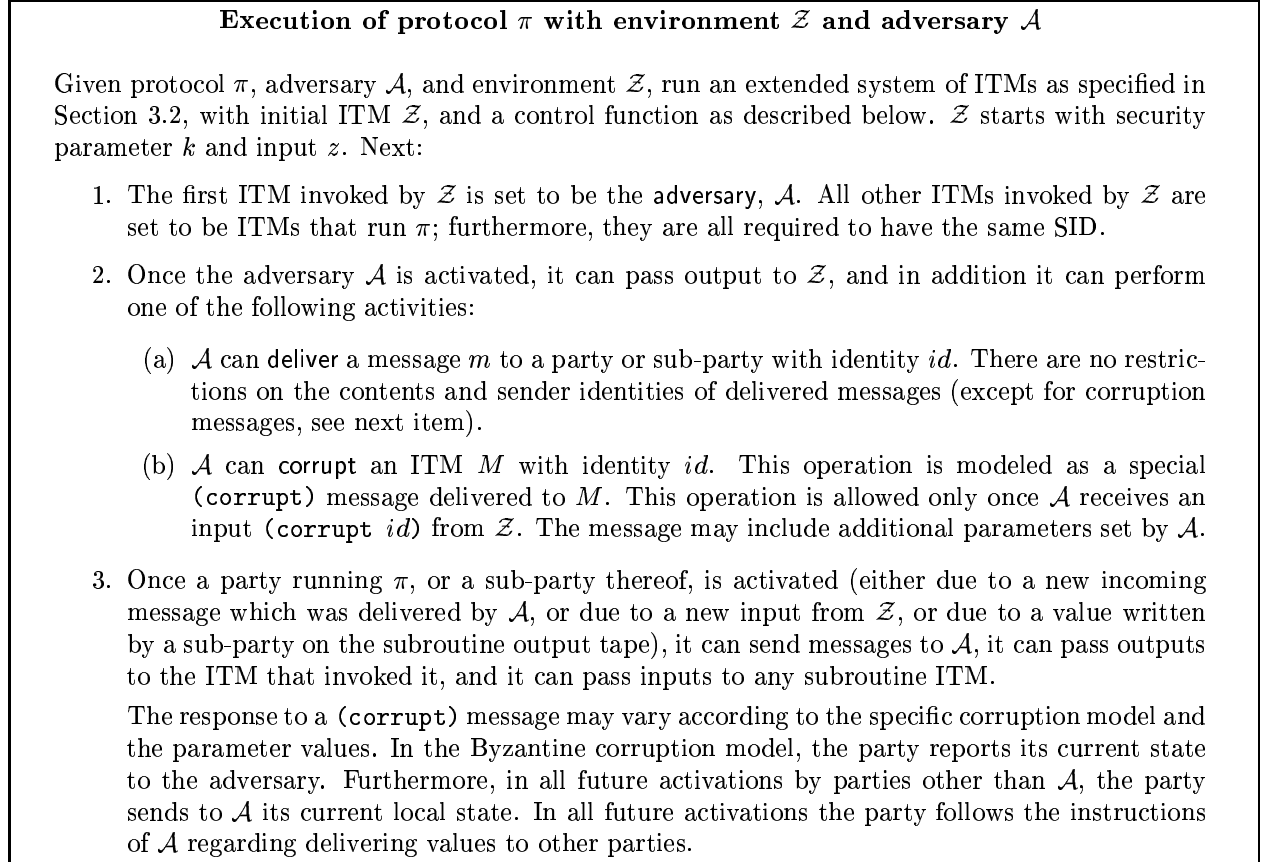 Execution of protocol π with environment 𝒵 and adversary 𝒜
Given protocol π, adversary 𝒜, and environment 𝒵, run an extended system of ITMs as specified in
Section 3.2, with initial ITM 𝒵, and a control function as described below. 𝒵 starts with security
parameter k and input z. Next:
1. The first ITM invoked by 𝒵 is set to be the adversary, 𝒜. All other ITMs invoked by 𝒵 are
set to be ITMs that run π; furthermore, they are all required to have the same SID.
2. Once the adversary 𝒜 is activated, it can pass output to 𝒵, and in addition it can perform
one of the following activities:
(a) 𝒜 can deliver a message m to a party or sub-party with identity id. There are no restric-
tions on the contents and sender identities of delivered messages (except for corruption
messages, see next item).
(b) 𝒜 can corrupt an ITM M with identity id. This operation is modeled as a special
(corrupt) message delivered to M. This operation is allowed only once 𝒜 receives an
input (corrupt id) from 𝒵. The message may include additional parameters set by 𝒜.
3. Once a party running π, or a sub-party thereof, is activated (either due to a new incoming
message which was delivered by 𝒜, or due to a new input from 𝒵, or due to a value written
by a sub-party on the subroutine output tape), it can send messages to 𝒜, it can pass outputs
to the ITM that invoked it, and it can pass inputs to any subroutine ITM.
The response to a (corrupt) message may vary according to the specific corruption model and
the parameter values. In the Byzantine corruption model, the party reports its current state
to the adversary. Furthermore, in all future activations by parties other than 𝒜, the party
sends to 𝒜 its current local state. In all future activations the party follows the instructions
of 𝒜 regarding delivering values to other parties.